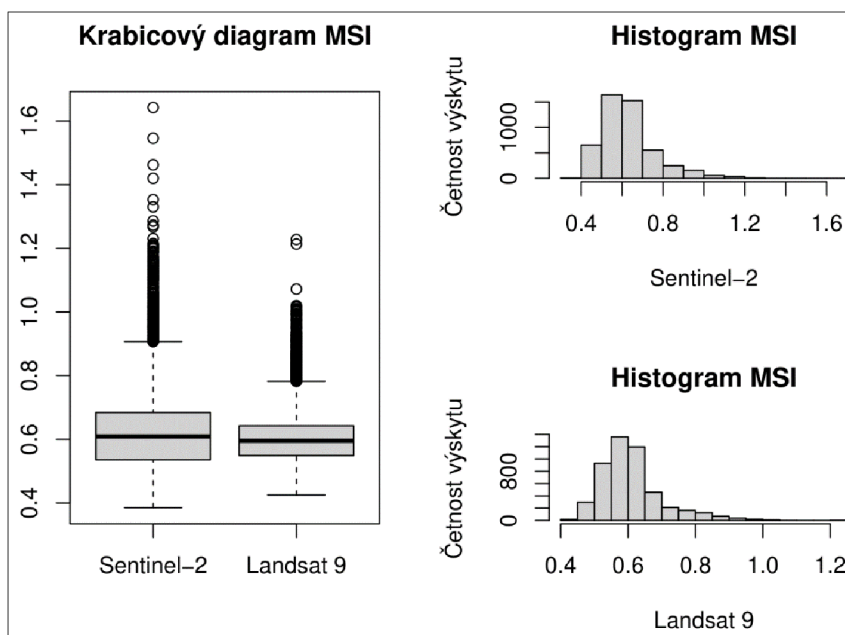 Krabicový diagram MSI
1.6
1.4
1.2
1.0
0.8
0.6
0.4
Sentinel−2
Landsat 9
Histogram MSI
Četnost výskytu
1000
0
0.4
0.8
1.2
1.6
Sentinel−2
Histogram MSI
Četnost výskytu
800
0
0.4
0.6
0.8
1.0
1.2
Landsat 9